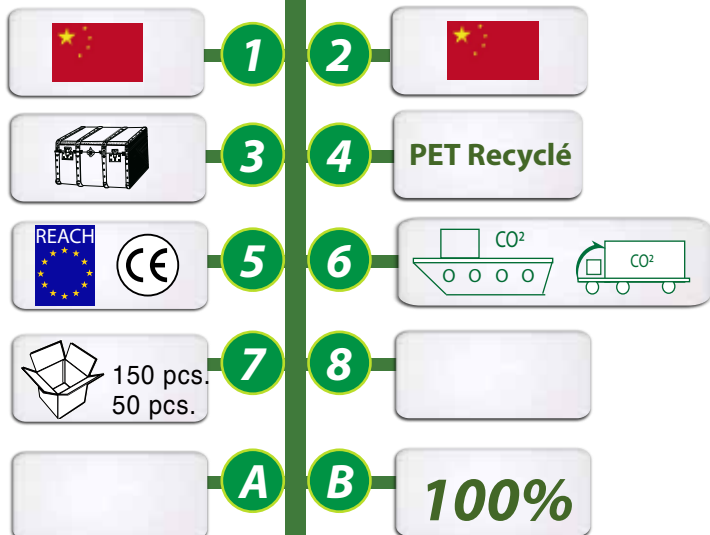 1
2
3
4
PET Recyclé
REACH
CE
5
6
CO²
CO²
7
150 pcs.
50 pcs.
8
A
B
100%